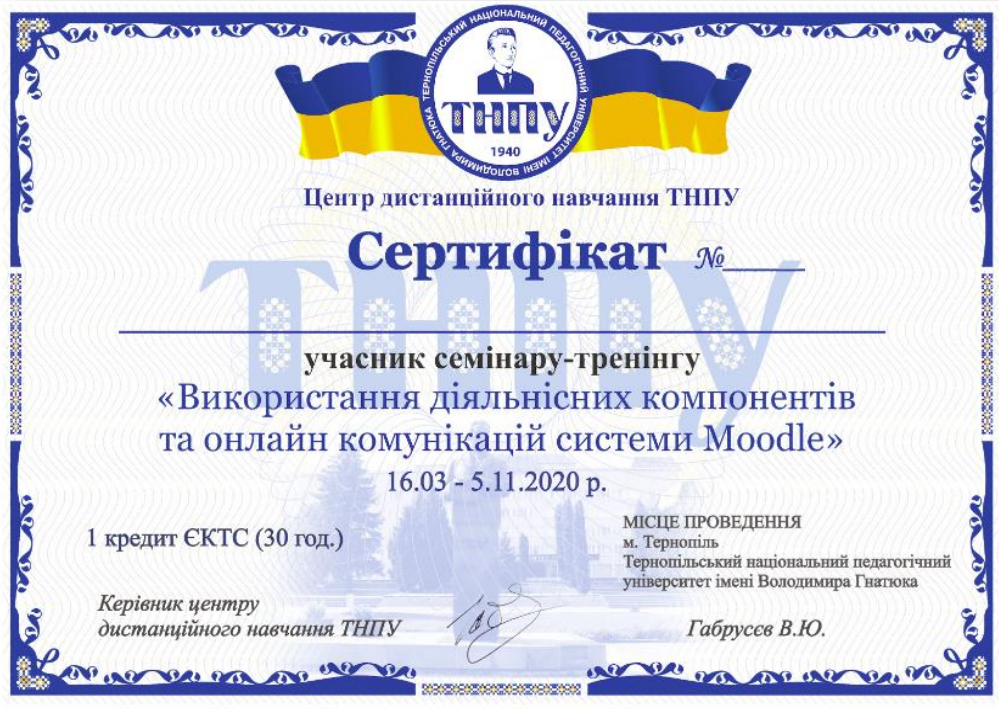 ТЕРНОПІЛЬСЬКИЙ НАЦІОНАЛЬНИЙ ПЕДАГОГІЧНИЙ УНІВЕРСИТЕТ ІМЕНІ ВОЛОДИМИРА ГНАТЮКА
ТНПУ
1940
Центр дистанційного навчання ТНПУ
Сертифікат №______
ТНПУ
учасник семінару-тренінгу
«Використання діяльнісних компонентів
та онлайн комунікацій системи Moodle»
16.03 - 5.11.2020 р.
1 кредит ЄКТС (30 год.)
МІСЦЕ ПРОВЕДЕННЯ
м. Тернопіль
Тернопільський національний педагогічний
університет імені Володимира Гнатюка
Керівник центру
дистанційного навчання ТНПУ
Габрусєв В.Ю.